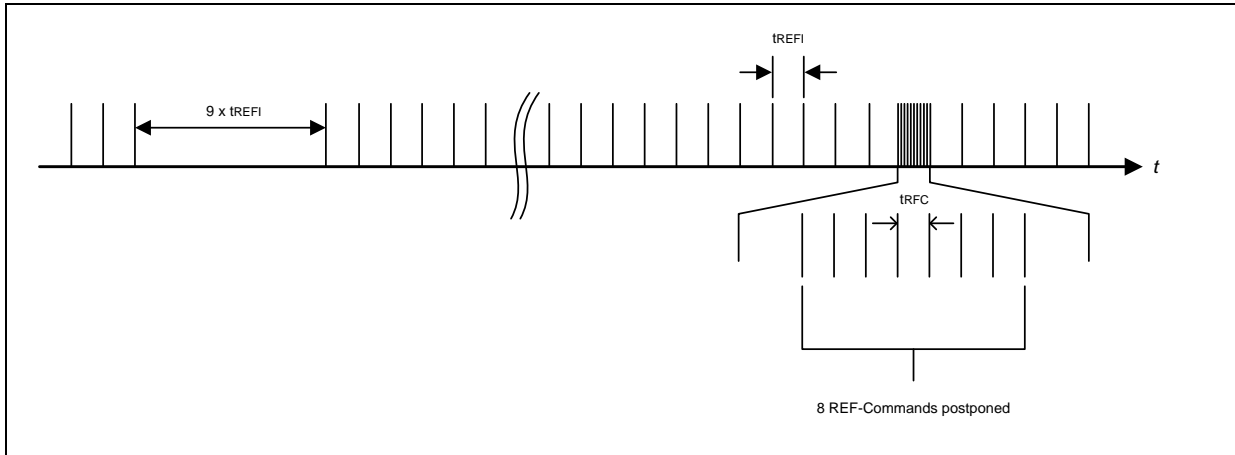 tREFI
9 x tREFI
t
tRFC
8 REF-Commands postponed